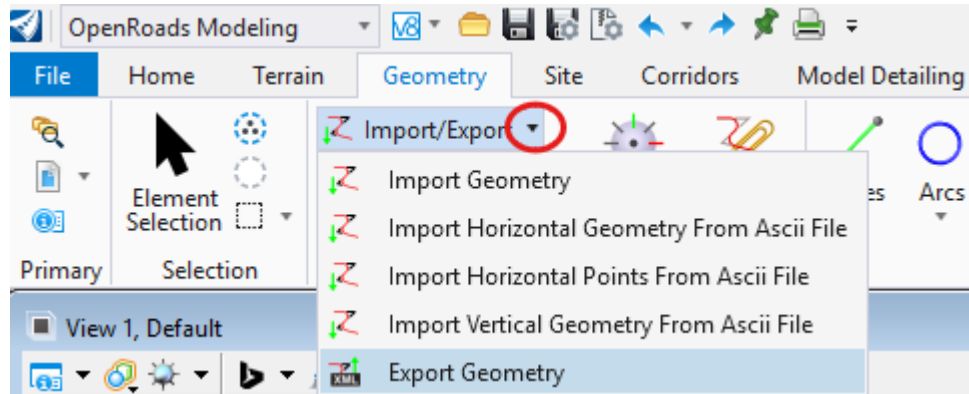 OpenRoads Modeling
V8
File Home Terrain Geometry Site Corridors Model Detailing
Import/Export
Element
Selection
Arcs
Primary
Selection
Import Geometry
Import Horizontal Geometry From Ascii File
Import Horizontal Points From Ascii File
Import Vertical Geometry From Ascii File
XML Export Geometry
View 1, Default